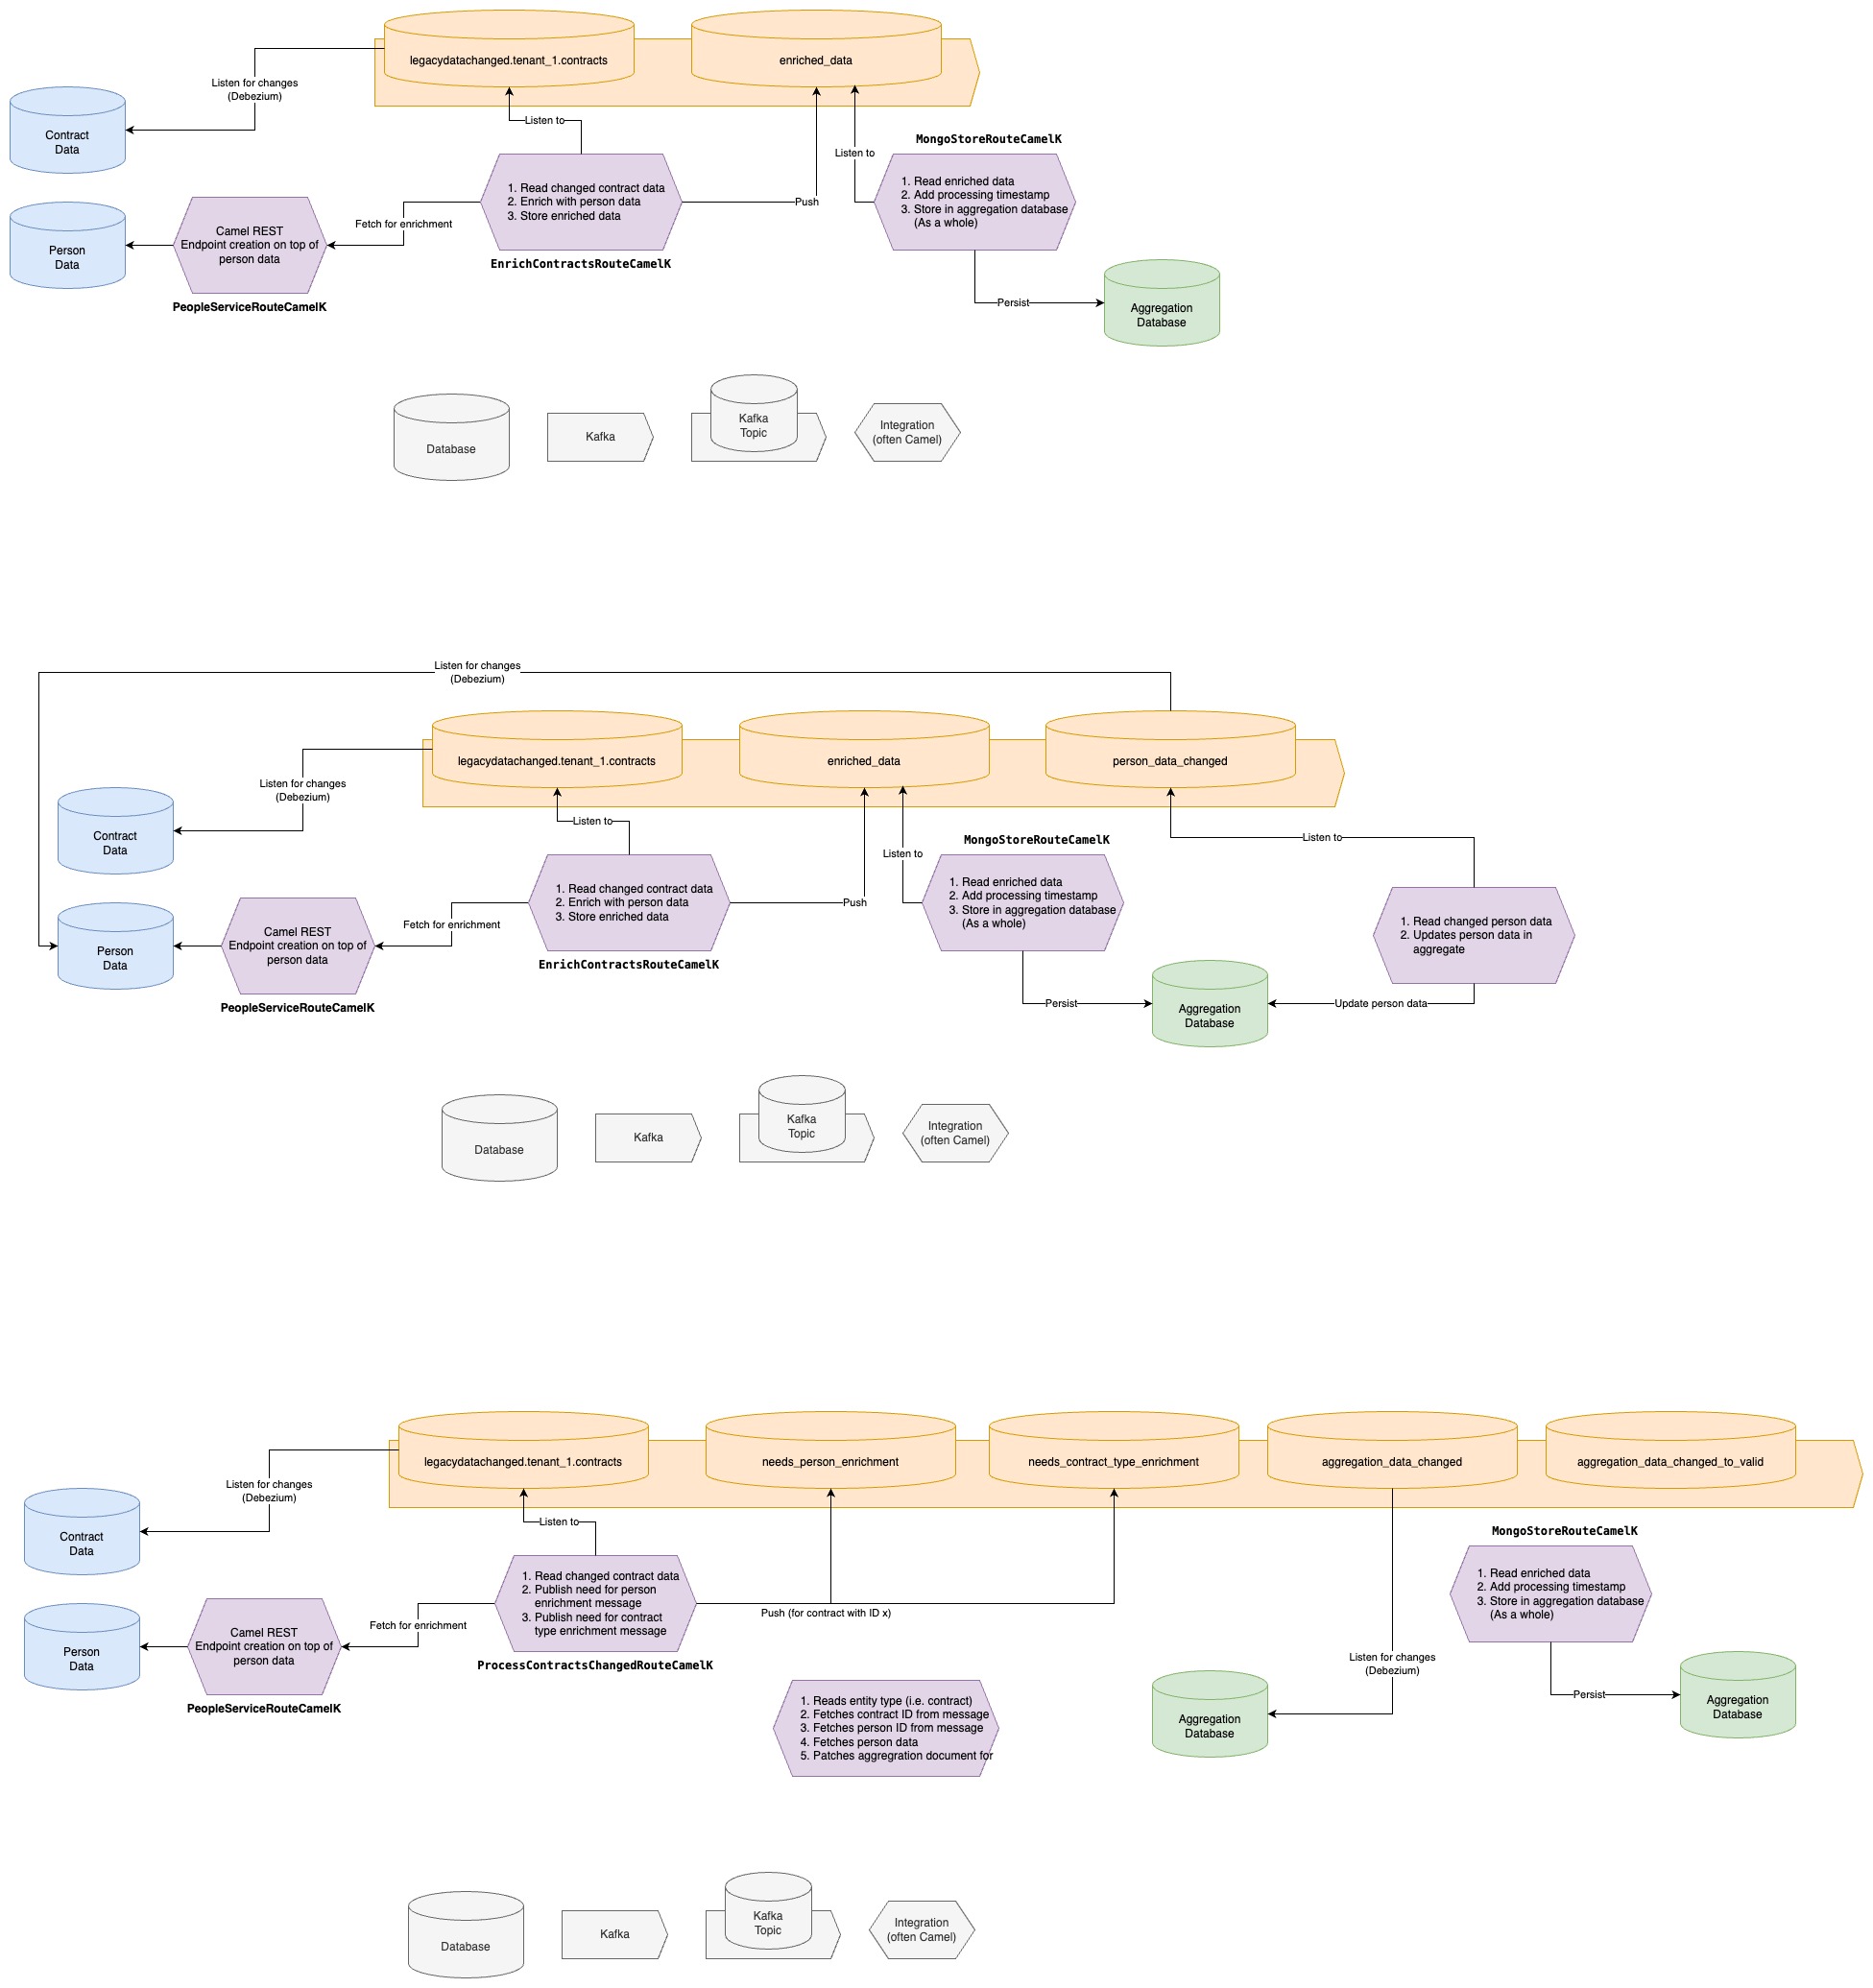 legacydatachanged.tenant_1.contracts
enriched_data
Listen for changes
(Debezium)
Contract
Data
Listen to
MongoStoreRouteCamelK
Listen to
1. Read changed contract data
2. Enrich with person data
3. Store enriched data
1. Read enriched data
2. Add processing timestamp
3. Store in aggregation database
(As a whole)
Push
Fetch for enrichment
Person
Data
Camel REST
Endpoint creation on top of
person data
EnrichContractsRouteCamelK
PeopleServiceRouteCamelK
Persist
Aggregation
Database
Database
Kafka
Kafka
Topic
Integration
(often Camel)
Listen for changes
(Debezium)
legacydatachanged.tenant_1.contracts
enriched_data
person_data_changed
Listen for changes
(Debezium)
Contract
Data
Listen to
MongoStoreRouteCamelK
Listen to
Listen to
1. Read changed contract data
2. Enrich with person data
3. Store enriched data
1. Read enriched data
2. Add processing timestamp
3. Store in aggregation database
(As a whole)
Push
1. Read changed person data
2. Updates person data in
aggregate
Fetch for enrichment
Person
Data
Camel REST
Endpoint creation on top of
person data
EnrichContractsRouteCamelK
PeopleServiceRouteCamelK
Persist
Aggregation
Database
Update person data
Database
Kafka
Kafka
Topic
Integration
(often Camel)
legacydatachanged.tenant_1.contracts
needs_person_enrichment
needs_contract_type_enrichment
aggregation_data_changed
aggregation_data_changed_to_valid
Listen for changes
(Debezium)
Contract
Data
Listen to
MongoStoreRouteCamelK
1. Read changed contract data
2. Publish need for person
enrichment message
3. Publish need for contract
type enrichment message
1. Read enriched data
2. Add processing timestamp
3. Store in aggregation database
(As a whole)
Push (for contract with ID x)
Fetch for enrichment
Person
Data
Camel REST
Endpoint creation on top of
person data
ProcessContractsChangedRouteCamelK
PeopleServiceRouteCamelK
Listen for changes
(Debezium)
Persist
Aggregation
Database
1. Reads entity type (i.e. contract)
2. Fetches contract ID from message
3. Fetches person ID from message
4. Fetches person data
5. Patches aggregration document for
Aggregation
Database
Database
Kafka
Kafka
Topic
Integration
(often Camel)